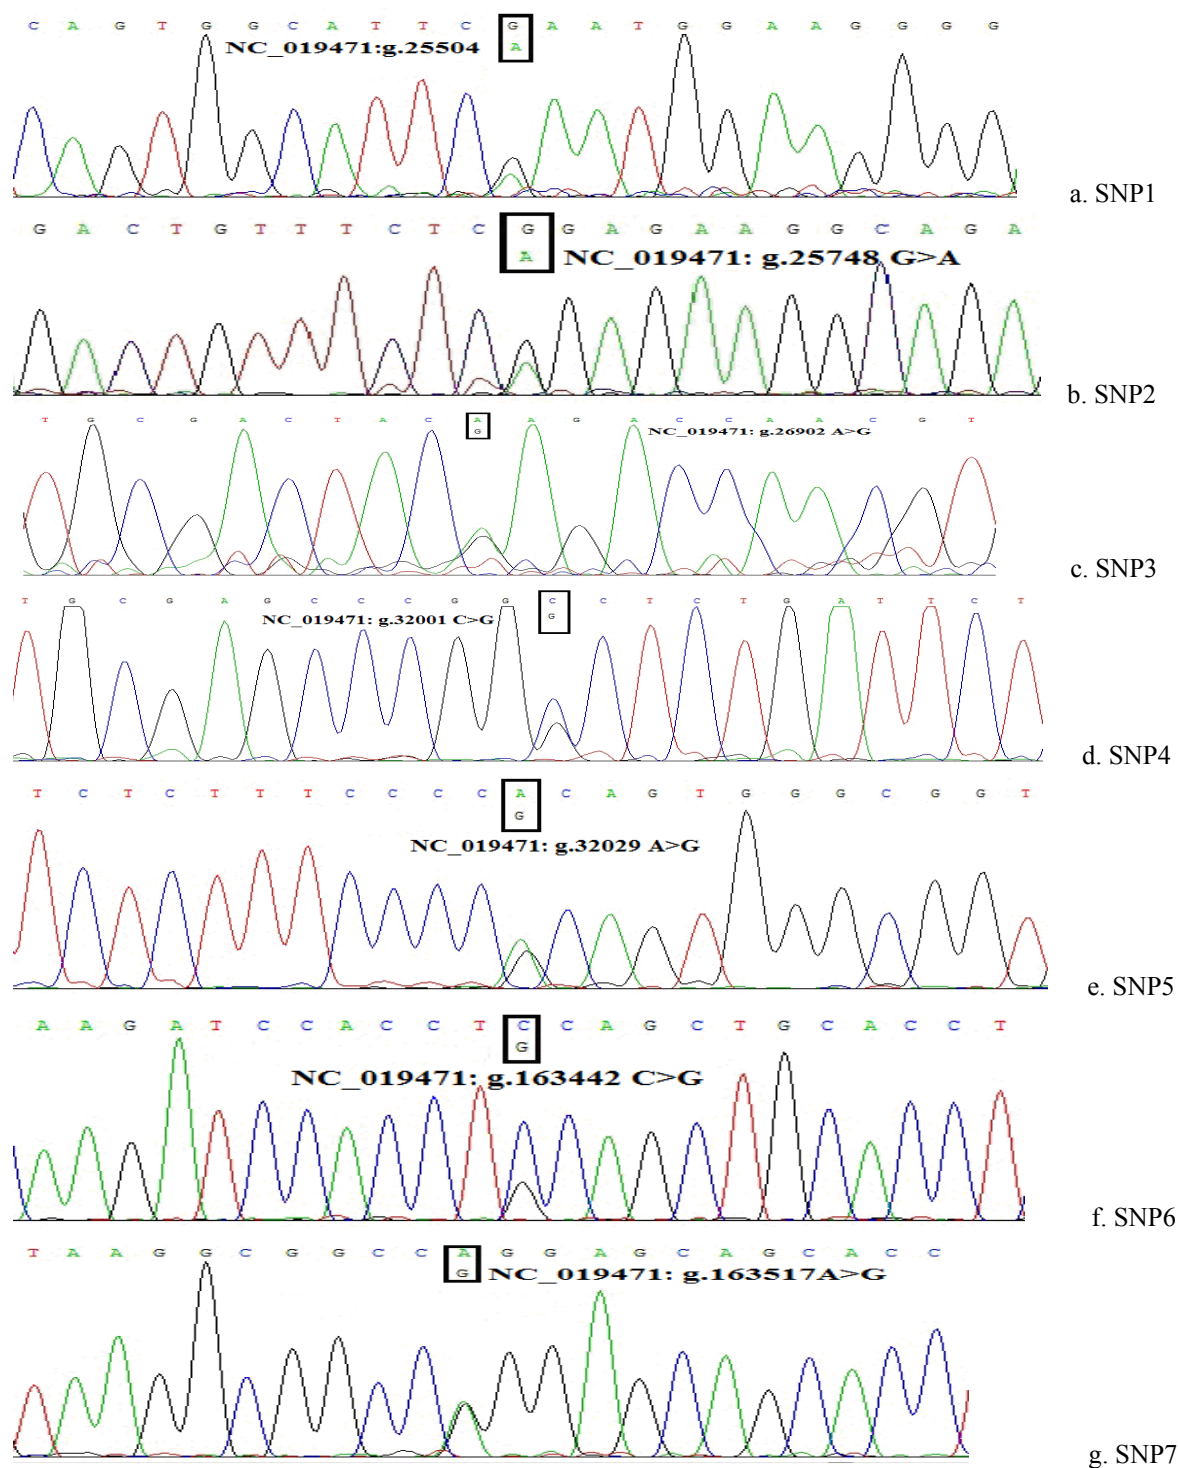 C A G T G G C A T T C G A A T G G A A G G G G
NC_019471:g.25504 A
a. SNP1
G A C T G T T T C T C G G A G A A G G C A G A
A NC_019471: g.25748 G>A
b. SNP2
T G C G A C T A C A A G A C C A A C G T
G NC_019471: g.26902 A>G
c. SNP3
T G C G A G C C C G G C C T C T G A T T C T
NC_019471: g.32001 C>G G
d. SNP4
T C T C T T T C C C C A C A G T G G G C G G T
G
NC_019471: g.32029 A>G
e. SNP5
A A G A T C C A C C T C C A G C T G C A C C T
G
NC_019471: g.163442 C>G
f. SNP6
T A A G G C G G C C A G G A G C A G C A C C
G NC_019471: g.163517A>G
g. SNP7